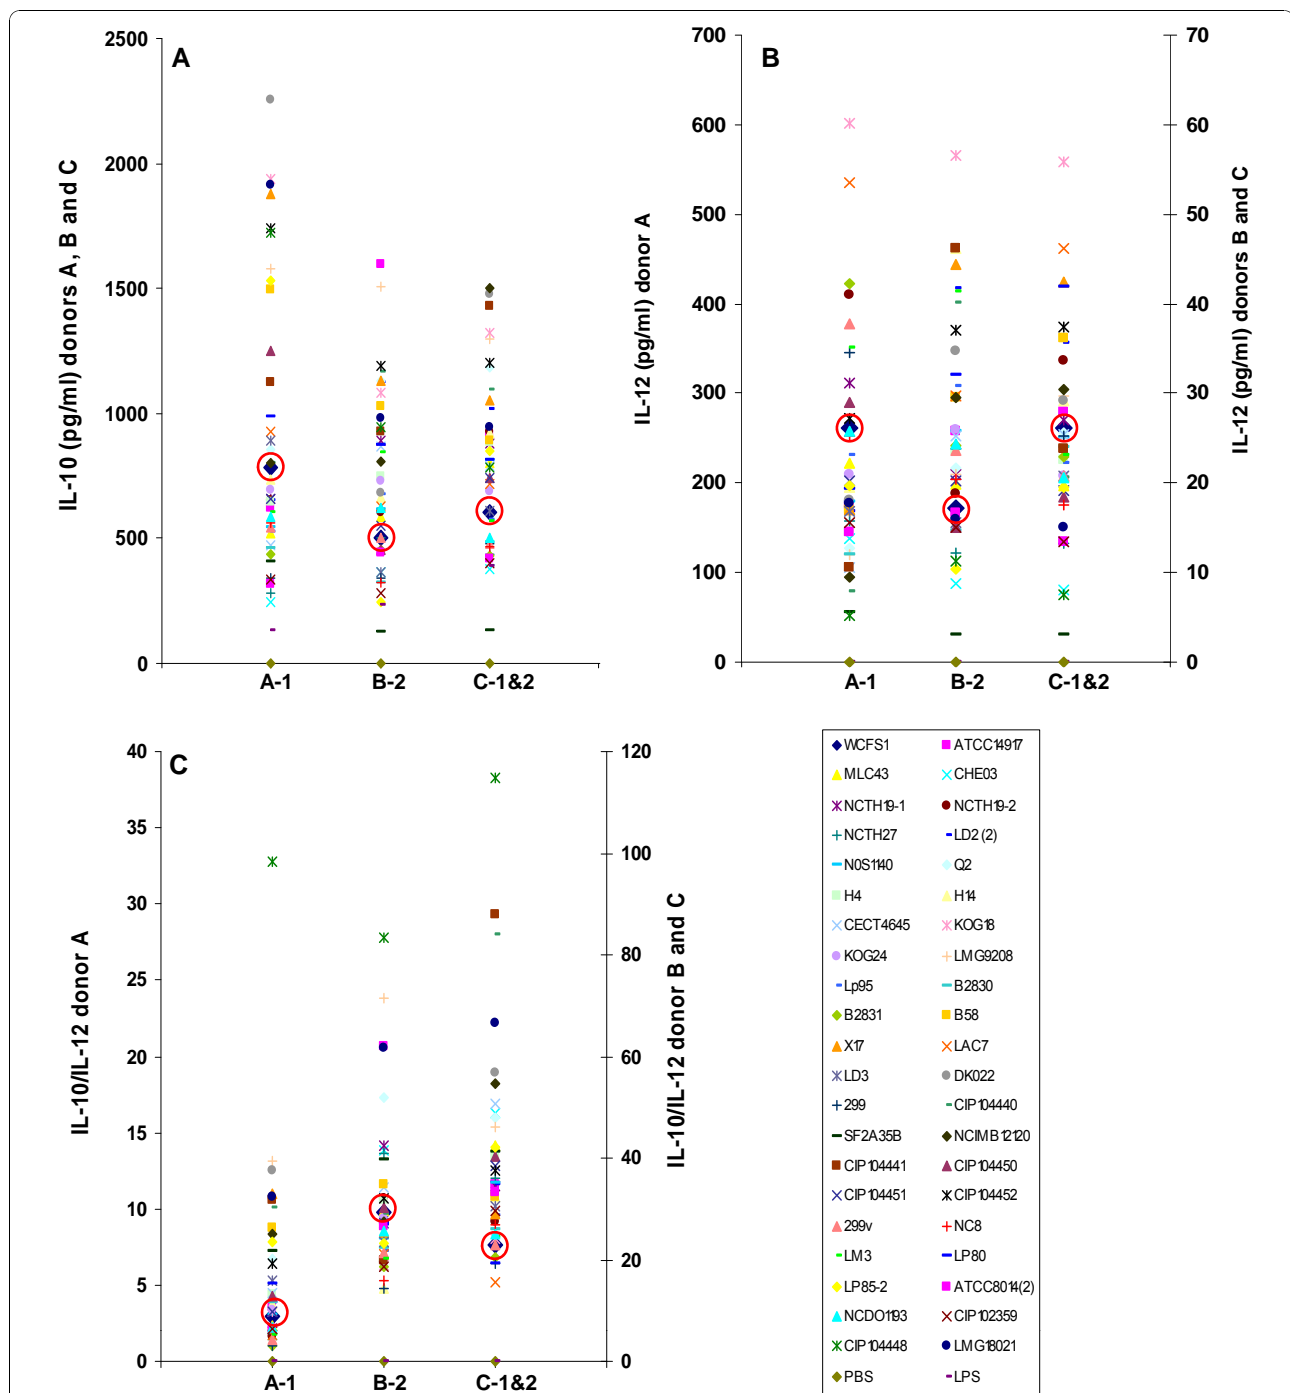 A
2500
2000
1500
1000
500
0
IL-10 (pg/ml) donors A, B and C
A-1 B-2 C-1&2
B
700
600
500
400
300
200
100
0
IL-12 (pg/ml) donor A
70
60
50
40
30
20
10
0
IL-12 (pg/ml) donors B and C
A-1 B-2 C-1&2
C
40
35
30
25
20
15
10
5
0
IL-10/IL-12 donor A
120
100
80
60
40
20
0
IL-10/IL-12 donor B and C
A-1 B-2 C-1&2
WCFS1 ATCC14917
MLC43 CHE03
NCTH19-1 NCTH19-2
NCTH27 LD2 (2)
N0S1140 Q2
H4 H14
CECT4645 KOG18
KOG24 LMG9208
Lp95 B2830
B2831 B58
X17 LAC7
LD3 DK022
299 CIP104440
SF2A35B NCIMB12120
CIP104441 CIP104450
CIP104451 CIP104452
299v NC8
LM3 LP80
LP85-2 ATCC8014(2)
NCDO1193 CIP102359
CIP104448 LMG18021
PBS LPS